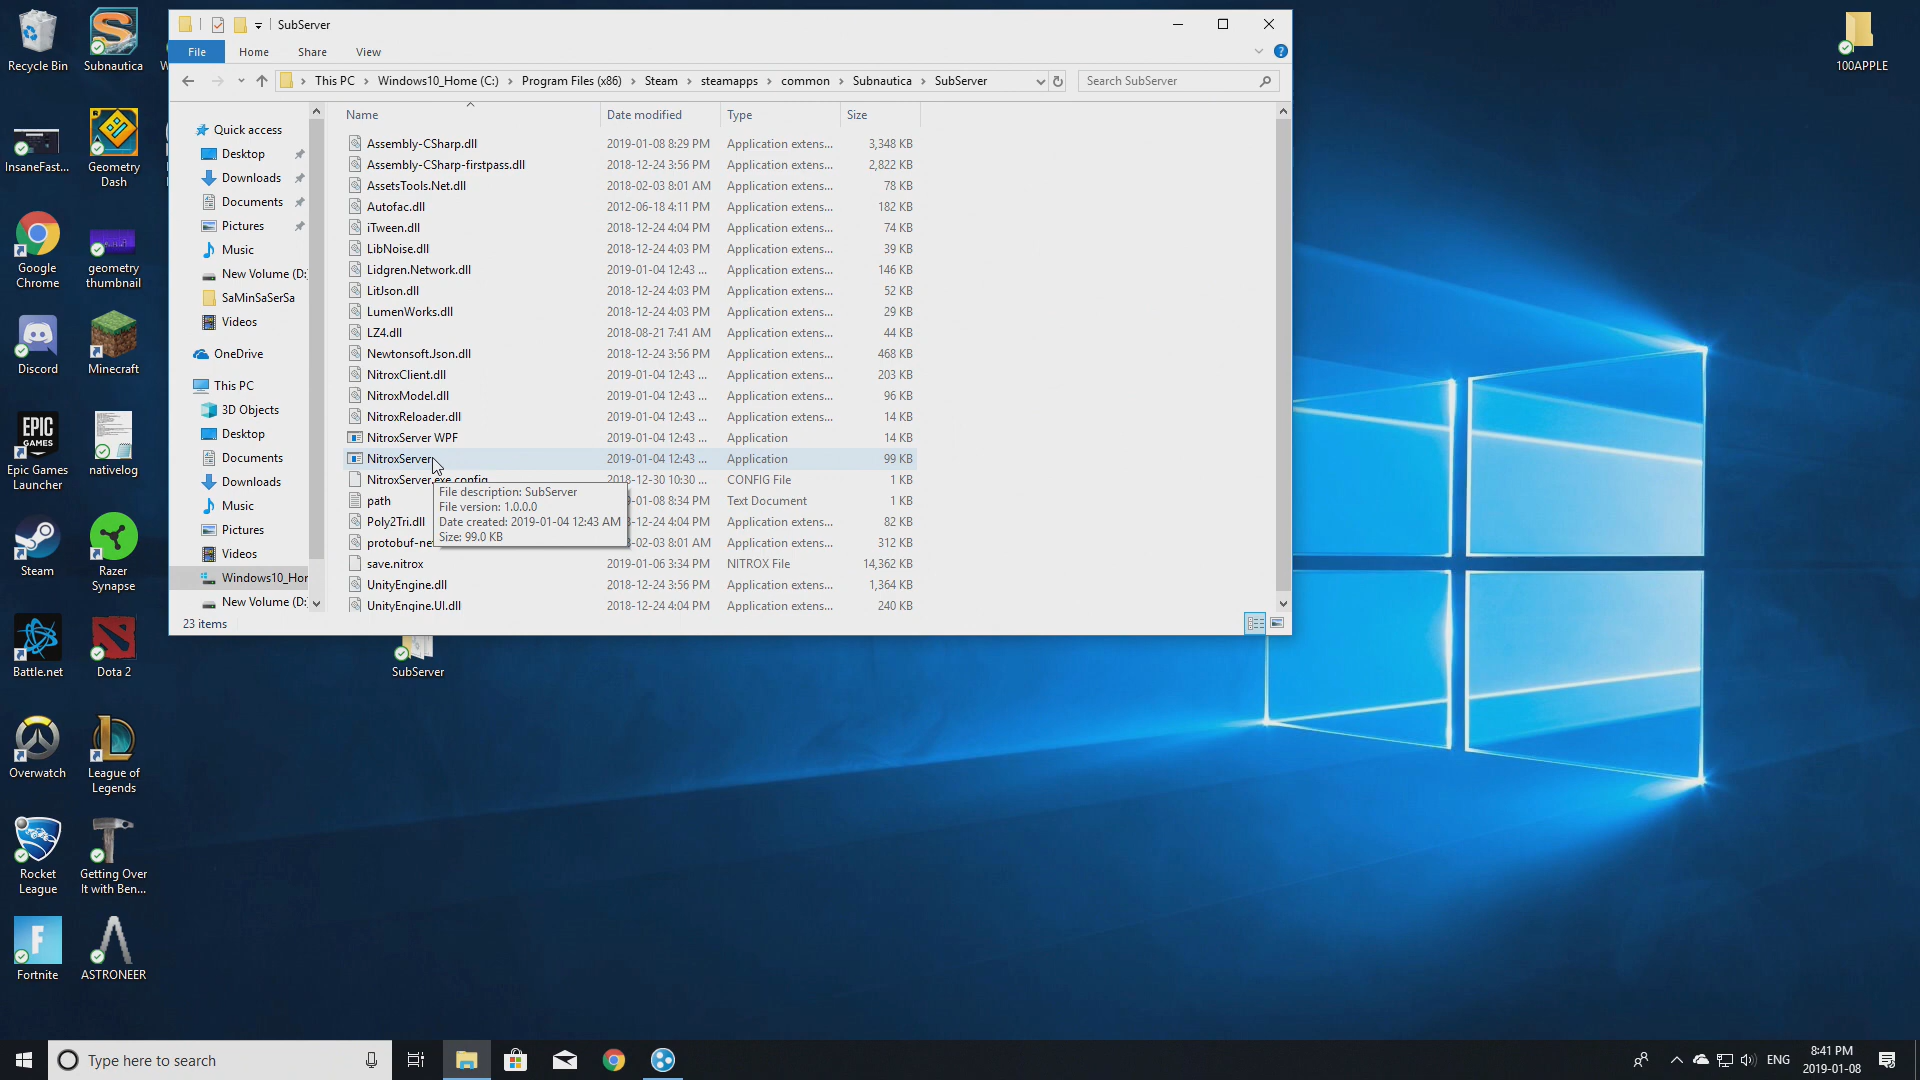 SubServer
File
Home
Share
View
This PC
Windows10_Home (C:)
Program Files (x86)
Steam
steamapps
common
Subnautica
SubServer
Search SubServer
Name
Date modified
Type
Size
Assembly-CSharp.dll 2019-01-08 8:29 PM Application extens... 3,348 KB
Assembly-CSharp-firstpass.dll 2018-12-24 3:56 PM Application extens... 2,822 KB
AssetsTools.Net.dll 2018-02-03 8:01 AM Application extens... 78 KB
Autofac.dll 2012-06-18 4:11 PM Application extens... 182 KB
iTween.dll 2018-12-24 4:04 PM Application extens... 74 KB
LibNoise.dll 2018-12-24 4:03 PM Application extens... 39 KB
Lidgren.Network.dll 2019-01-04 12:43 ... Application extens... 146 KB
LitJson.dll 2018-12-24 4:03 PM Application extens... 52 KB
LumenWorks.dll 2018-12-24 4:03 PM Application extens... 29 KB
LZ4.dll 2018-08-21 7:41 AM Application extens... 44 KB
Newtonsoft.Json.dll 2018-12-24 3:56 PM Application extens... 468 KB
NitroxClient.dll 2019-01-04 12:43 ... Application extens... 203 KB
NitroxModel.dll 2019-01-04 12:43 ... Application extens... 96 KB
NitroxReloader.dll 2019-01-04 12:43 ... Application extens... 14 KB
NitroxServer WPF 2019-01-04 12:43 ... Application 14 KB
NitroxServer 2019-01-04 12:43 ... Application 99 KB
NitroxServer.exe.config 2018-12-30 10:30 ... CONFIG File 1 KB
path 9-01-08 8:34 PM Text Document 1 KB
Poly2Tri.dll 8-12-24 4:04 PM Application extens... 82 KB
protobuf-ne 8-02-03 8:01 AM Application extens... 312 KB
save.nitrox 2019-01-06 3:34 PM NITROX File 14,362 KB
UnityEngine.dll 2018-12-24 3:56 PM Application extens... 1,364 KB
UnityEngine.UI.dll 2018-12-24 4:04 PM Application extens... 240 KB
File description: SubServer
File version: 1.0.0.0
Date created: 2019-01-04 12:43 AM
Size: 99.0 KB
Quick access
Desktop
Downloads
Documents
Pictures
Music
New Volume (D:
SaMinSaSerSa
Videos
OneDrive
This PC
3D Objects
Desktop
Documents
Downloads
Music
Pictures
Videos
Windows10_Hor
New Volume (D:
23 items
Recycle Bin
Subnautica
W
InsaneFast...
Geometry
Dash
Google
Chrome
geometry
thumbnail
Discord
Minecraft
EPIC
GAMES
Epic Games
Launcher
nativelog
Steam
Razer
Synapse
Battle.net
Dota 2
Overwatch
League of
Legends
Rocket
League
Getting Over
It with Ben...
Fortnite
ASTRONEER
SubServer
100APPLE
Type here to search
ENG
8:41 PM
2019-01-08